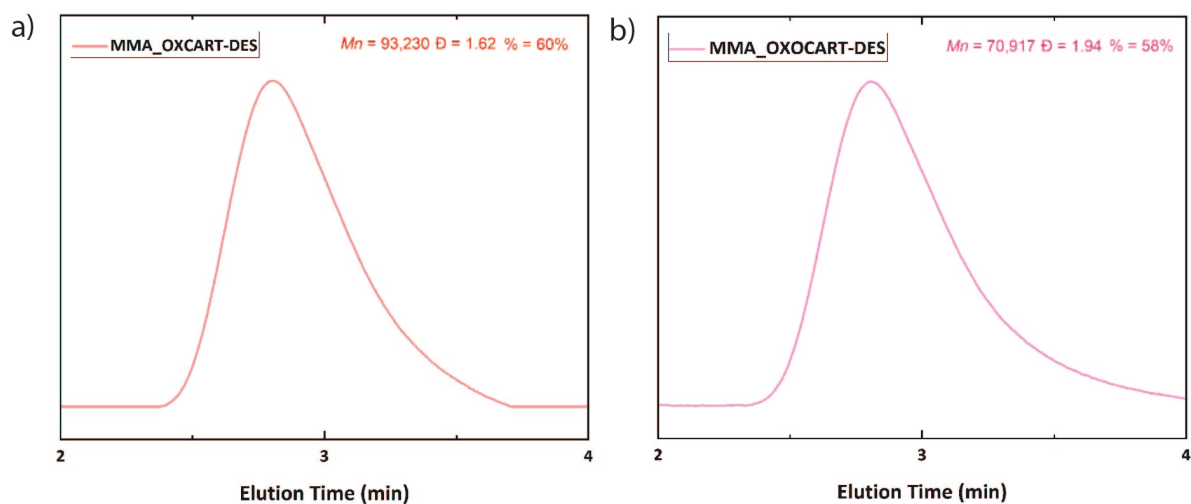 a)
MMA_OXCART-DES
Mn = 93,230 Đ = 1.62 % = 60%
2
3
4
Elution Time (min)
b)
MMA_OXOCART-DES
Mn = 70,917 Đ = 1.94 % = 58%
2
3
4
Elution Time (min)